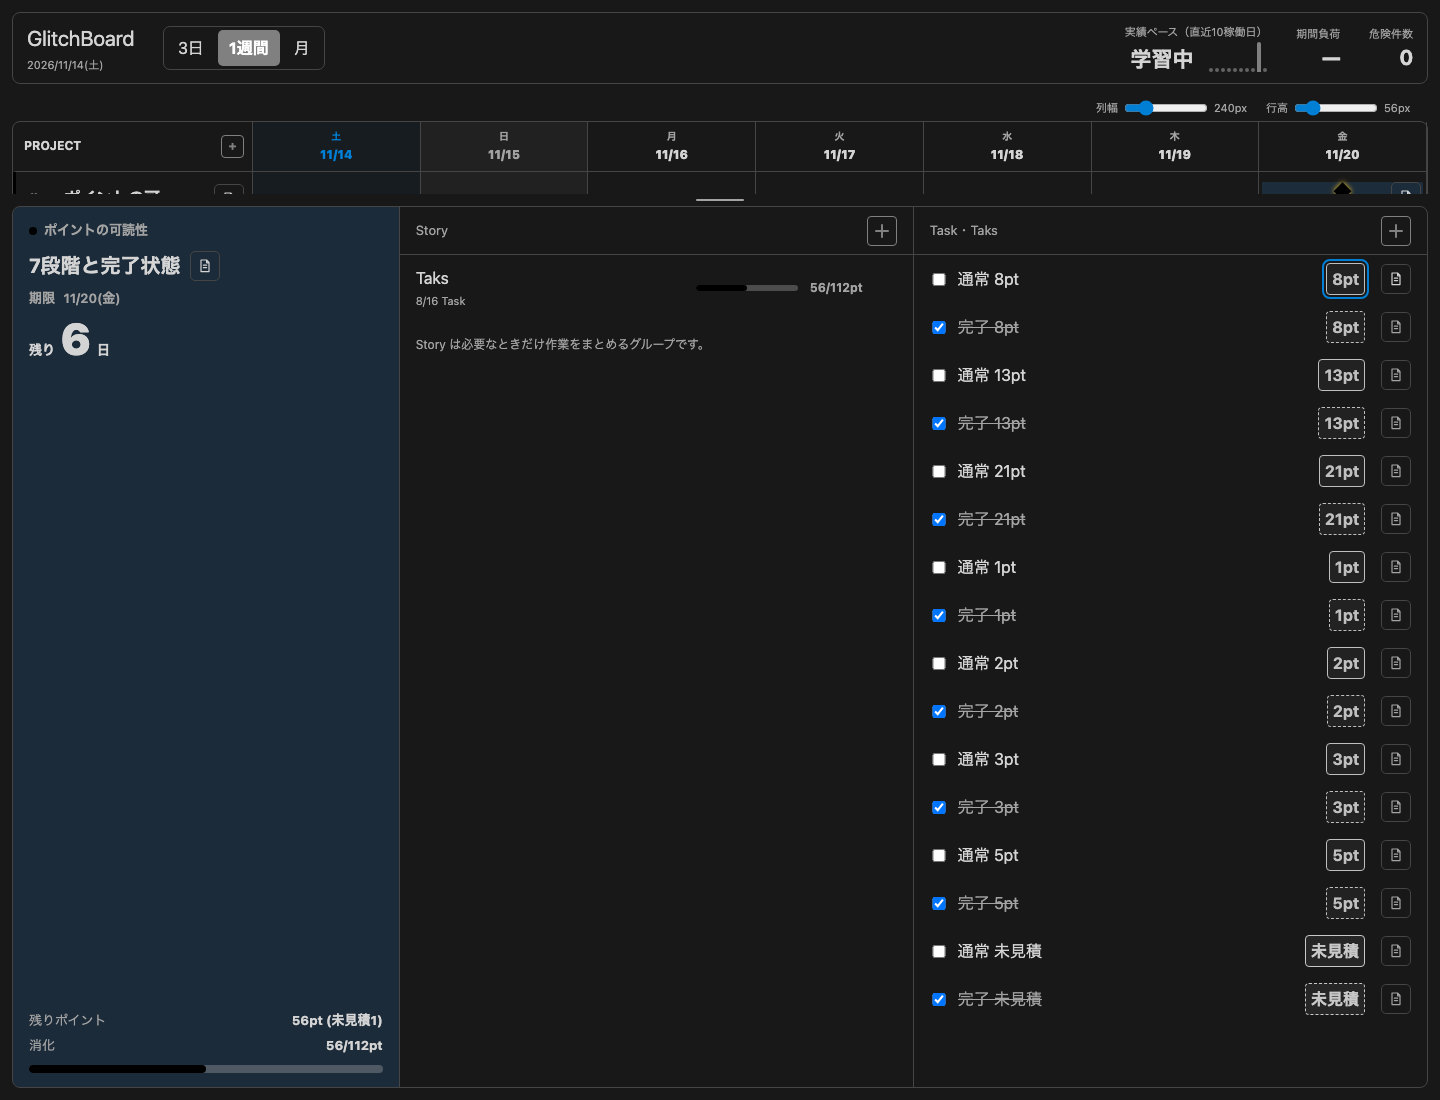 GlitchBoard
2026/11/14(土)
3日 1週間 月
実績ペース（直近10稼働日）
学習中
期間負荷
—
危険件数
0
列幅 240px 行高 56px
PROJECT +
土 11/14
日 11/15
月 11/16
火 11/17
水 11/18
木 11/19
金 11/20
ポイントの可読性
7段階と完了状態
期限 11/20(金)
残り 6 日
残りポイント 56pt (未見積1)
消化 56/112pt
Story
Taks
8/16 Task
56/112pt
Story は必要なときだけ作業をまとめるグループです。
Task・Taks
通常 8pt 8pt
完了 8pt 8pt
通常 13pt 13pt
完了 13pt 13pt
通常 21pt 21pt
完了 21pt 21pt
通常 1pt 1pt
完了 1pt 1pt
通常 2pt 2pt
完了 2pt 2pt
通常 3pt 3pt
完了 3pt 3pt
通常 5pt 5pt
完了 5pt 5pt
通常 未見積 未見積
完了 未見積 未見積